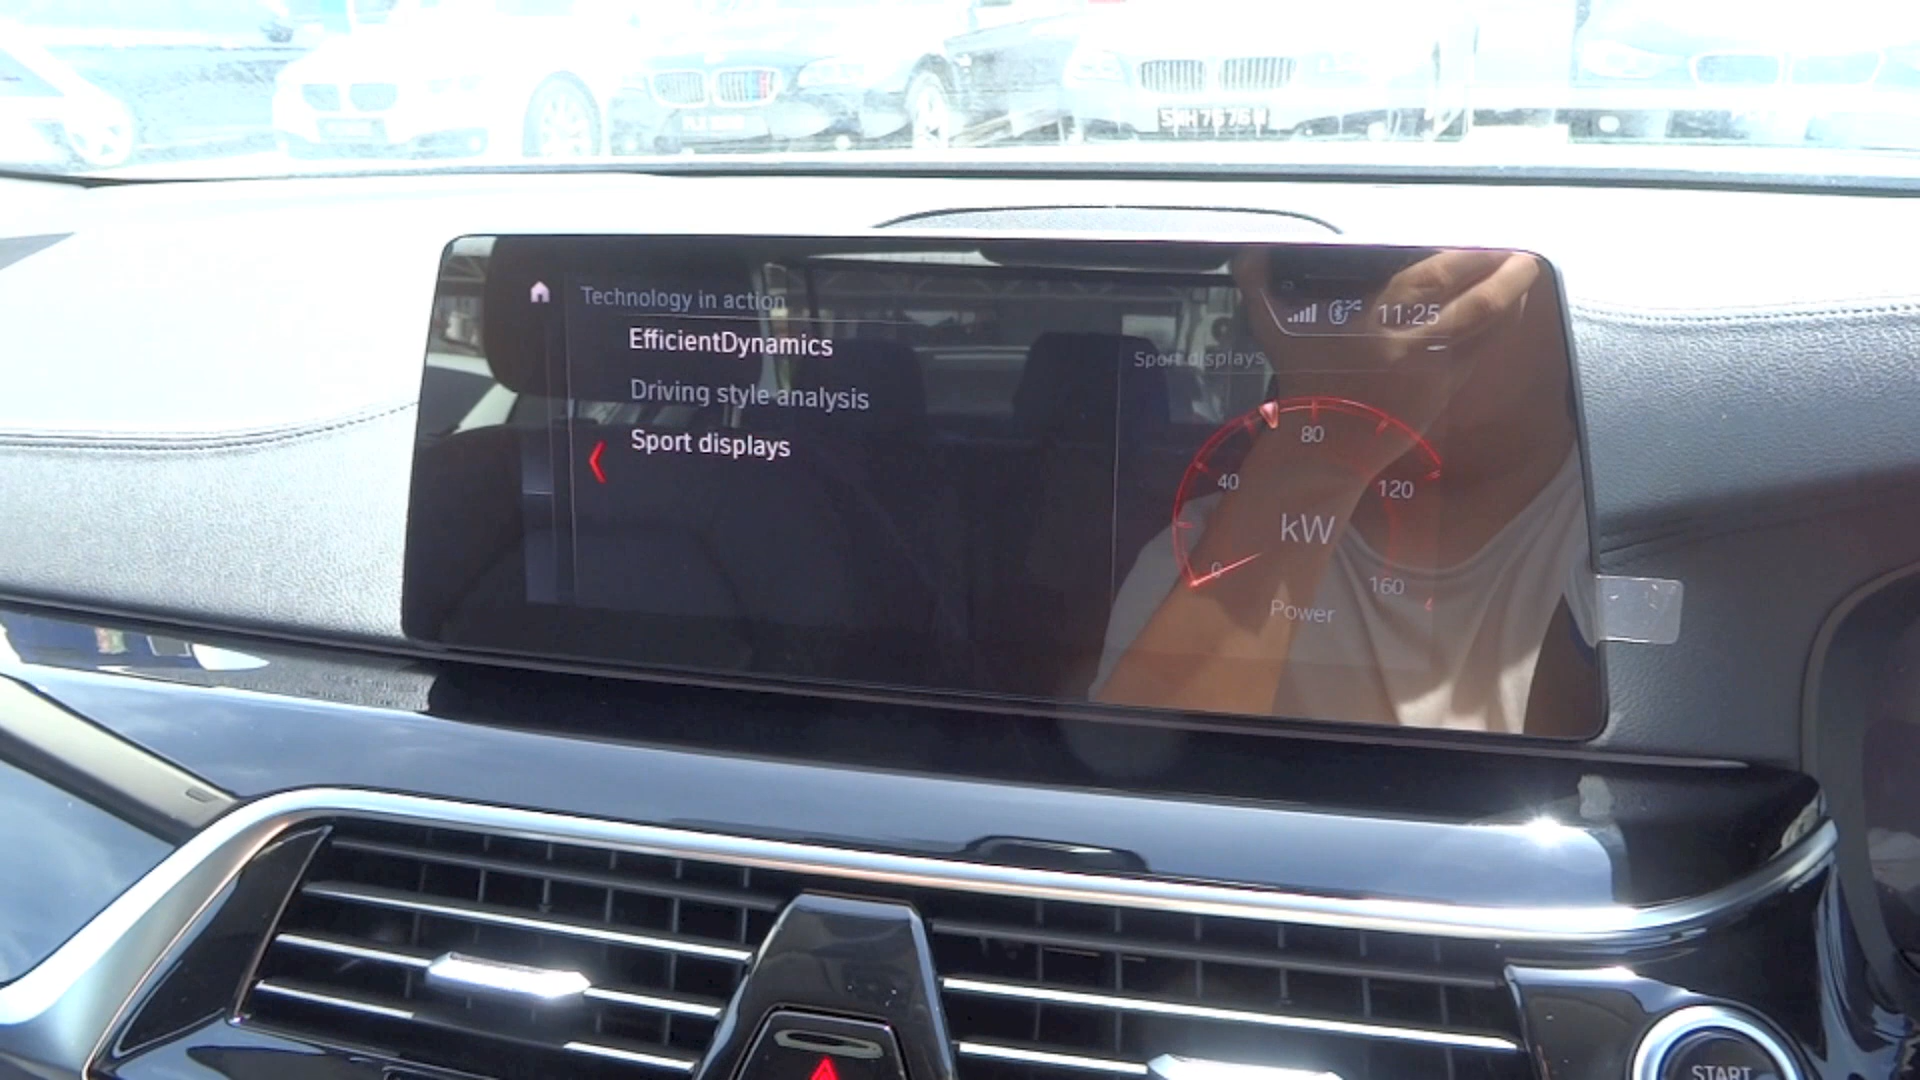 SMH7676M
Technology in action
EfficientDynamics
Driving style analysis
Sport displays
11:25
Sport displays
80
40
120
kW
0
160
Power
START